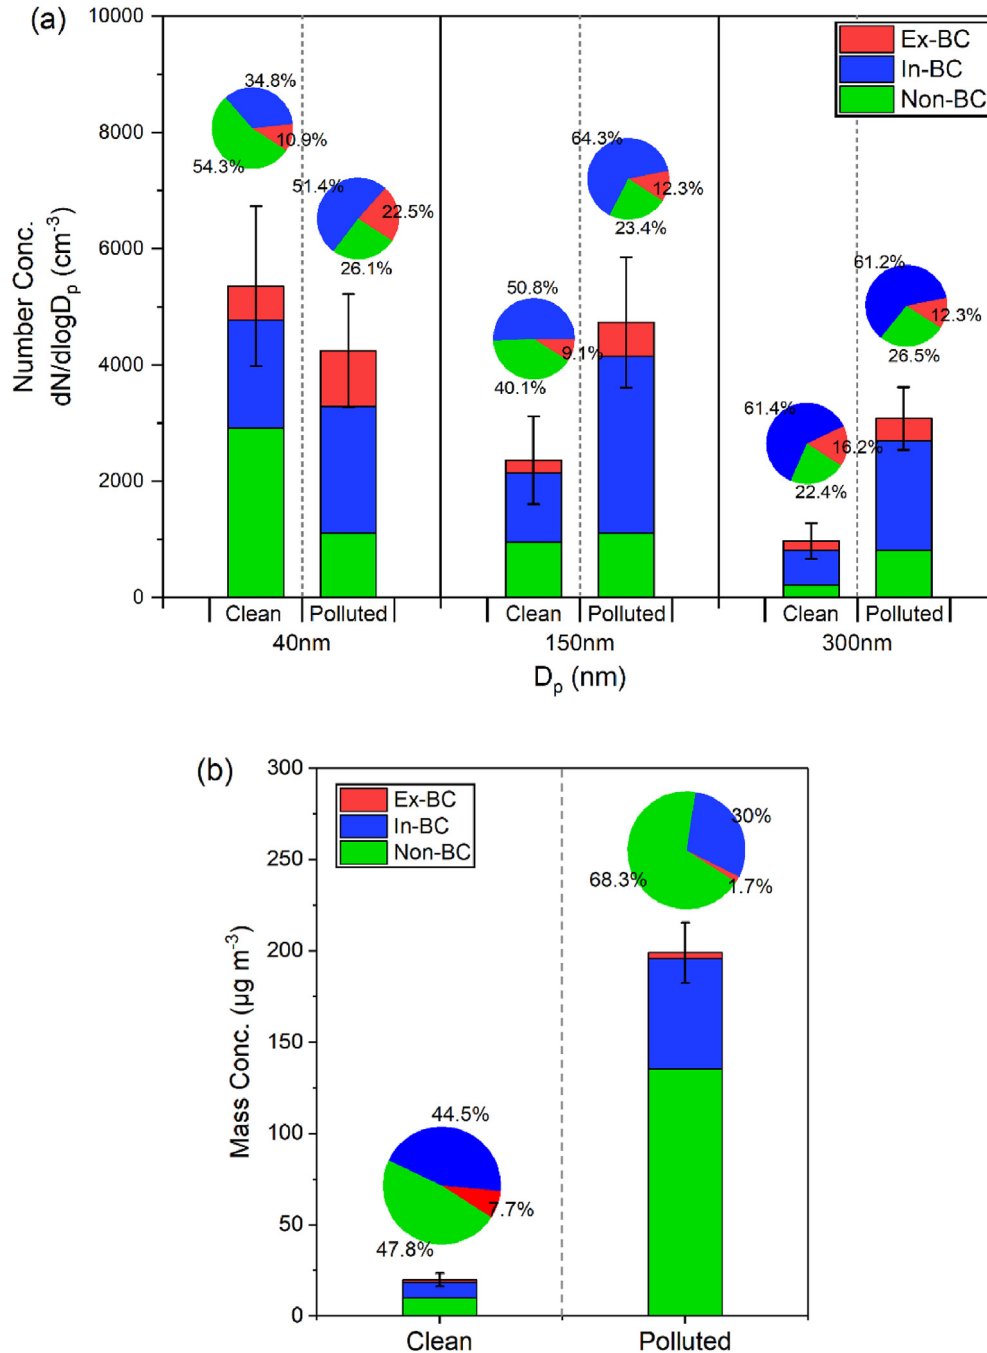 (a)
10000
8000
6000
4000
2000
0
Number Conc.
dN/dlogDp (cm-3)
Ex-BC
In-BC
Non-BC
34.8%
10.9%
54.3%
51.4%
22.5%
26.1%
50.8%
9.1%
40.1%
64.3%
12.3%
23.4%
61.4%
16.2%
22.4%
61.2%
12.3%
26.5%
Clean Polluted Clean Polluted Clean Polluted
40nm 150nm 300nm
Dp (nm)
(b)
300
250
200
150
100
50
0
Mass Conc. (µg m-3)
Ex-BC
In-BC
Non-BC
44.5%
7.7%
47.8%
30%
1.7%
68.3%
Clean Polluted